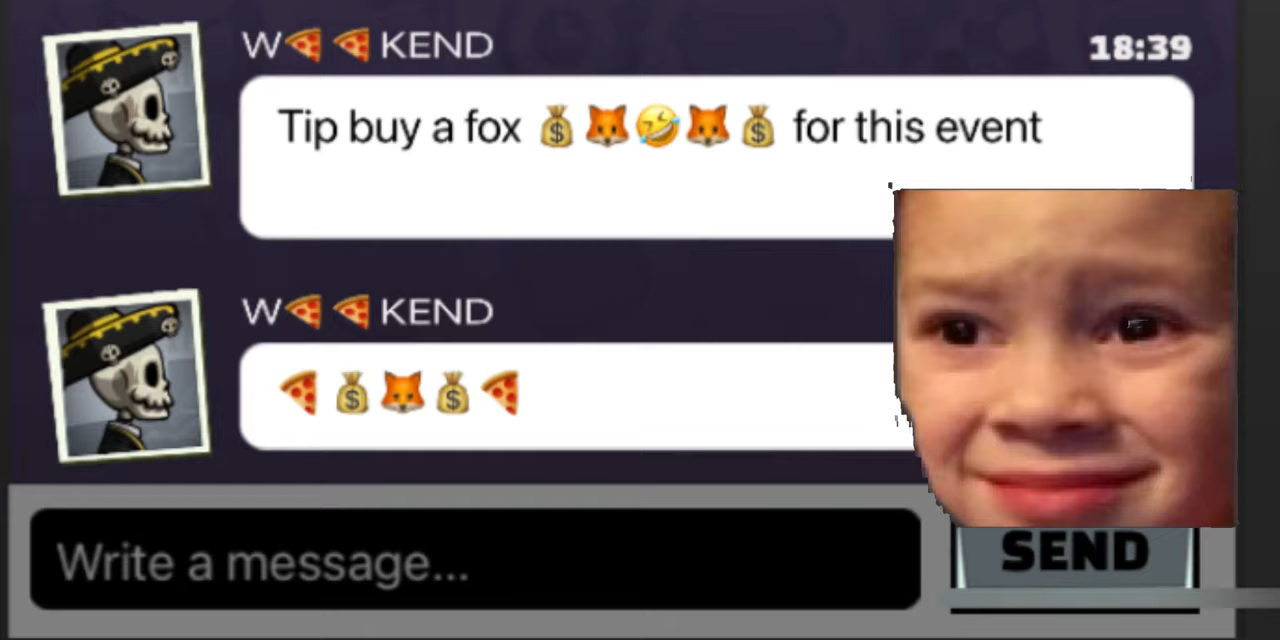 W🍕🍕KEND
18:39
Tip buy a fox 💰🦊🤣🦊💰 for this event
W🍕🍕KEND
🍕💰🦊💰🍕
Write a message...
SEND